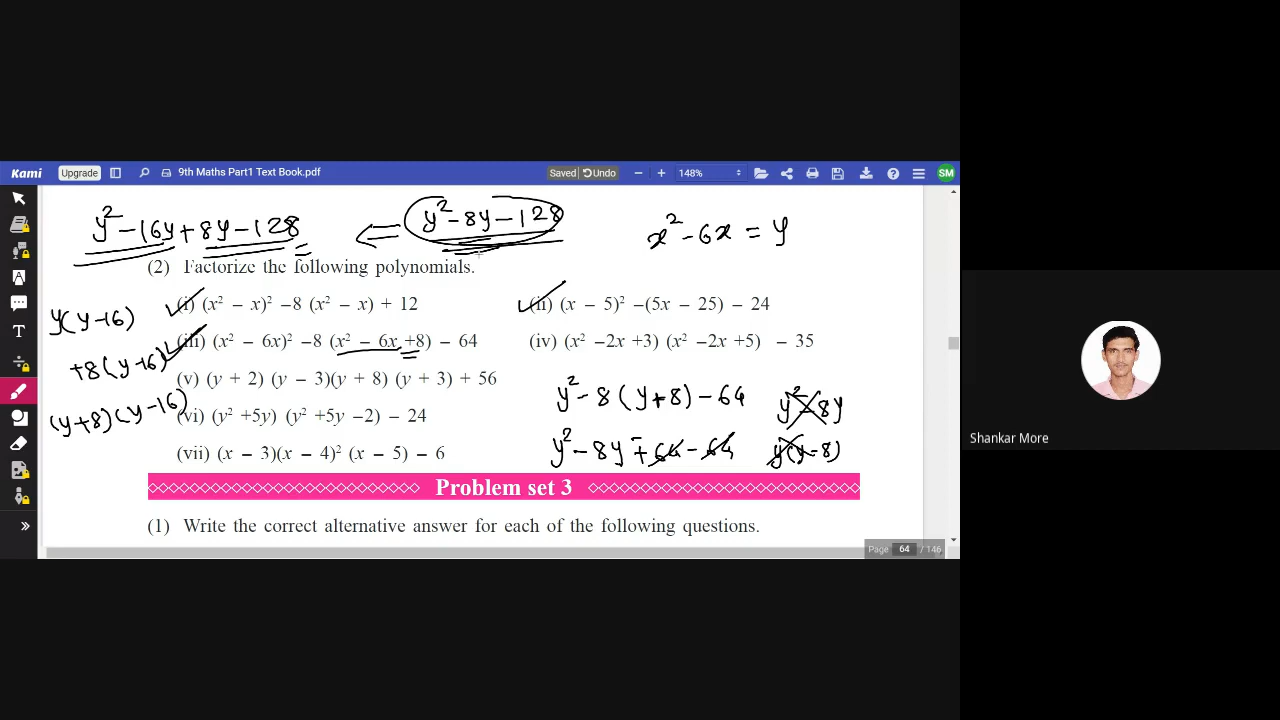 Kami Upgrade 9th Maths Part1 Text Book.pdf Saved Undo 148% SM
y² - 16y + 8y - 128 ⇐ y² - 8y - 128 x² - 6x = y
(2) Factorize the following polynomials.
(i) (x² − x)² −8 (x² − x) + 12 (ii) (x − 5)² −(5x − 25) − 24
y(y-16)
(iii) (x² − 6x)² −8 (x² − 6x +8) − 64 (iv) (x² −2x +3) (x² −2x +5) − 35
+8(y-16)
(v) (y + 2) (y − 3)(y + 8) (y + 3) + 56
y² - 8(y+8) - 64 y² - 8y
(y+8)(y-16)
(vi) (y² +5y) (y² +5y −2) − 24
y² - 8y - 64 - 64 y(y-8)
(vii) (x − 3)(x − 4)² (x − 5) − 6
Problem set 3
(1) Write the correct alternative answer for each of the following questions.
Page 64 / 146
Shankar More